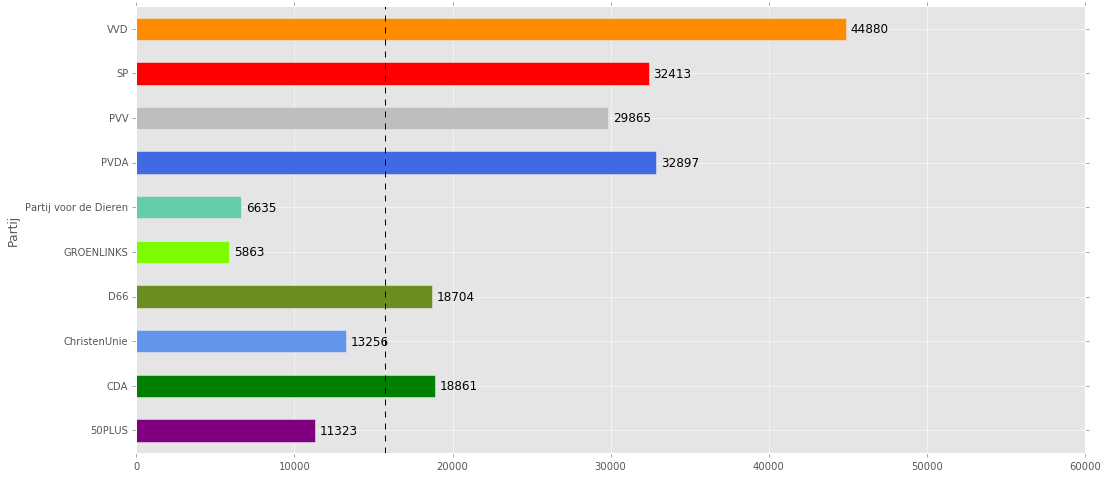 VVD 44880
SP 32413
PVV 29865
PVDA 32897
Partij voor de Dieren 6635
GROENLINKS 5863
D66 18704
ChristenUnie 13256
CDA 18861
50PLUS 11323
Partij
0 10000 20000 30000 40000 50000 60000